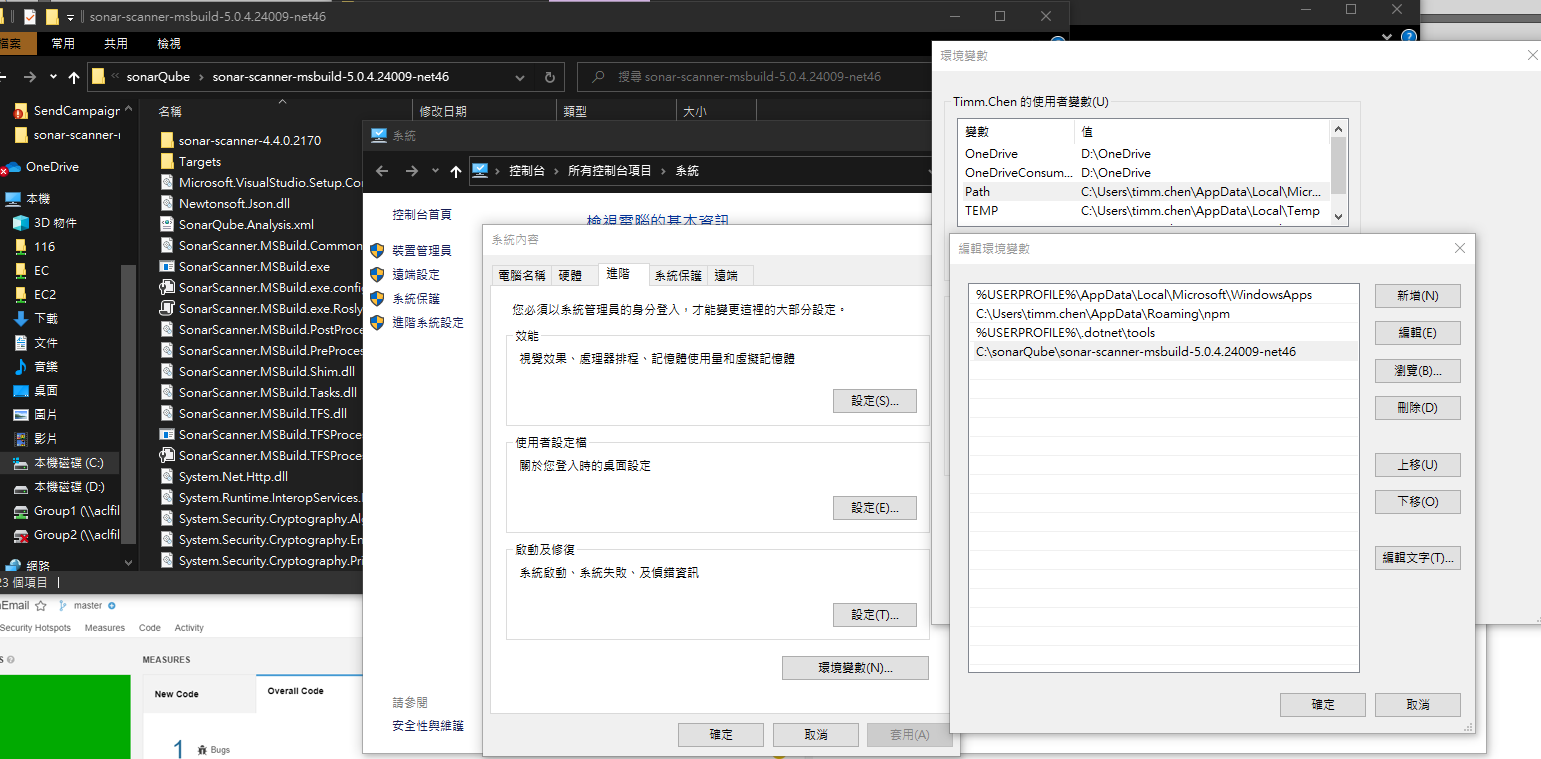 sonar-scanner-msbuild-5.0.4.24009-net46
檔案
常用
共用
檢視
sonarQube
sonar-scanner-msbuild-5.0.4.24009-net46
搜尋 sonar-scanner-msbuild-5.0.4.24009-net46
SendCampaign
sonar-scanner-
OneDrive
本機
3D 物件
116
EC
EC2
下載
文件
音樂
桌面
圖片
影片
本機磁碟 (C:)
本機磁碟 (D:)
Group1 (\\aclfil
Group2 (\\aclfil
網路
23 個項目
名稱
修改日期
類型
大小
sonar-scanner-4.4.0.2170
Targets
Microsoft.VisualStudio.Setup.Co
Newtonsoft.Json.dll
SonarQube.Analysis.xml
SonarScanner.MSBuild.Common
SonarScanner.MSBuild.exe
SonarScanner.MSBuild.exe.config
SonarScanner.MSBuild.exe.Rosly
SonarScanner.MSBuild.PostProce
SonarScanner.MSBuild.PreProces
SonarScanner.MSBuild.Shim.dll
SonarScanner.MSBuild.Tasks.dll
SonarScanner.MSBuild.TFS.dll
SonarScanner.MSBuild.TFSProce
SonarScanner.MSBuild.TFSProce
System.Net.Http.dll
System.Runtime.InteropServices.
System.Security.Cryptography.Al
System.Security.Cryptography.En
System.Security.Cryptography.Pri
nEmail
master
Security Hotspots
Measures
Code
Activity
MEASURES
New Code
Overall Code
1
Bugs
系統
控制台
所有控制台項目
系統
控制台首頁
裝置管理員
遠端設定
系統保護
進階系統設定
檢視電腦的基本資訊
請參閱
安全性與維護
系統內容
電腦名稱
硬體
進階
系統保護
遠端
您必須以系統管理員的身分登入，才能變更這裡的大部分設定。
效能
視覺效果、處理器排程、記憶體使用量和虛擬記憶體
設定(S)...
使用者設定檔
關於您登入時的桌面設定
設定(E)...
啟動及修復
系統啟動、系統失敗、及偵錯資訊
設定(T)...
環境變數(N)...
確定
取消
套用(A)
環境變數
Timm.Chen 的使用者變數(U)
變數
值
OneDrive
D:\OneDrive
OneDriveConsum...
D:\OneDrive
Path
C:\Users\timm.chen\AppData\Local\Micr...
TEMP
C:\Users\timm.chen\AppData\Local\Temp
編輯環境變數
%USERPROFILE%\AppData\Local\Microsoft\WindowsApps
C:\Users\timm.chen\AppData\Roaming\npm
%USERPROFILE%\.dotnet\tools
C:\sonarQube\sonar-scanner-msbuild-5.0.4.24009-net46
新增(N)
編輯(E)
瀏覽(B)...
刪除(D)
上移(U)
下移(O)
編輯文字(T)...
確定
取消